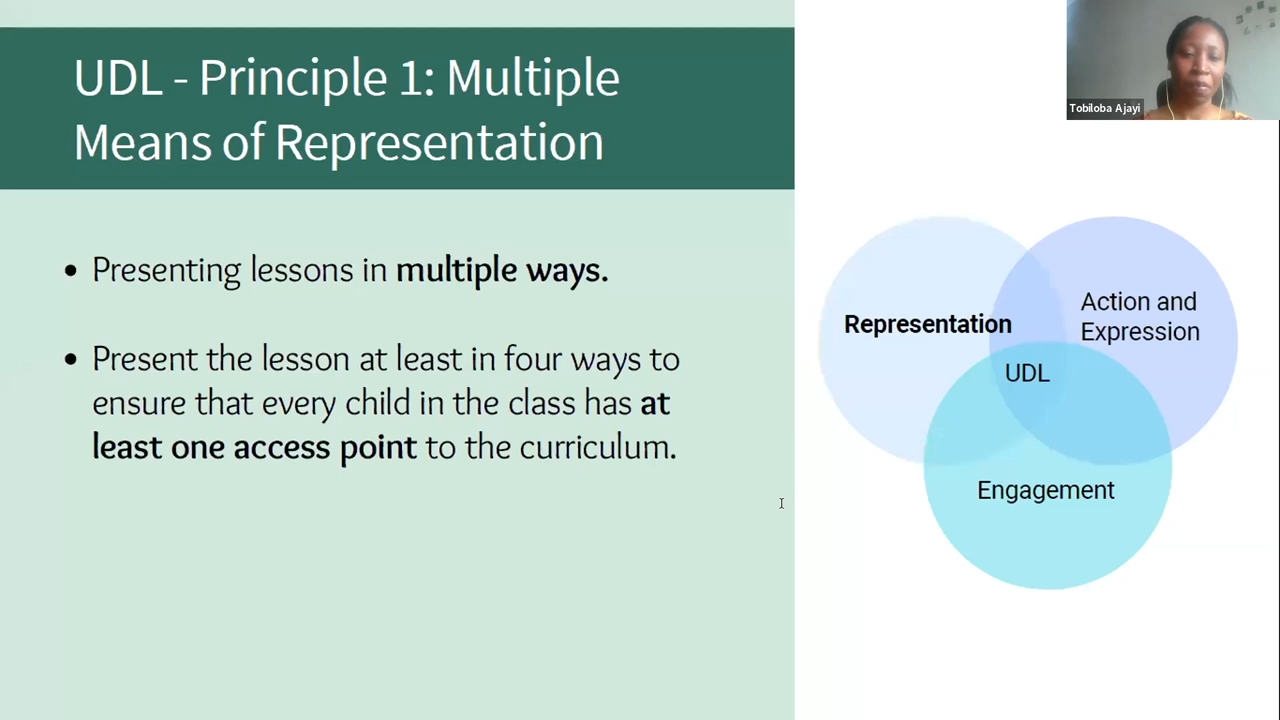 UDL - Principle 1: Multiple
Means of Representation
• Presenting lessons in multiple ways.
• Present the lesson at least in four ways to
ensure that every child in the class has at
least one access point to the curriculum.
Tobiloba Ajayi
Representation
Action and
Expression
UDL
Engagement